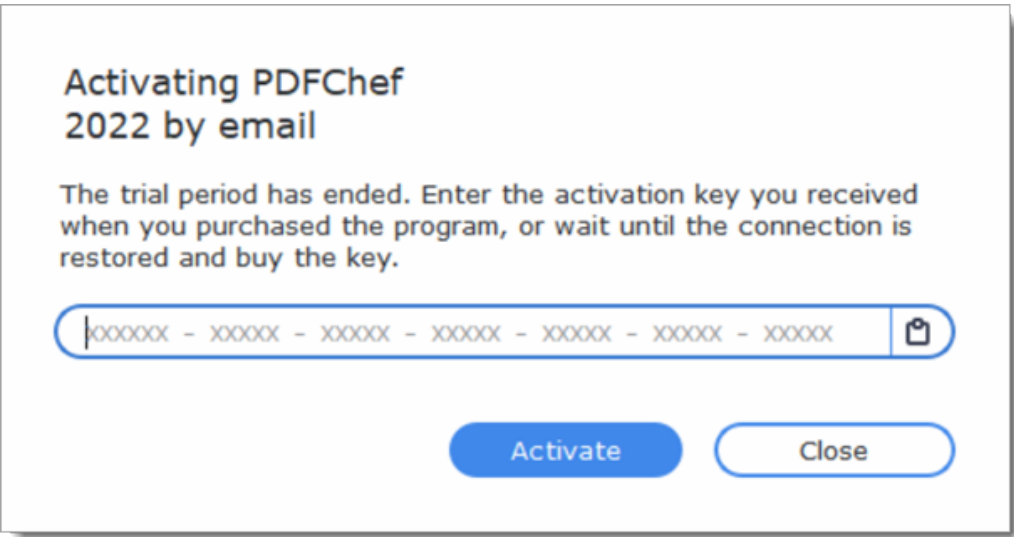 Activating PDFChef
2022 by email
The trial period has ended. Enter the activation key you received
when you purchased the program, or wait until the connection is
restored and buy the key.
xxxxxx - xxxxx - xxxxx - xxxxx - xxxxx - xxxxx - xxxxx
Activate Close